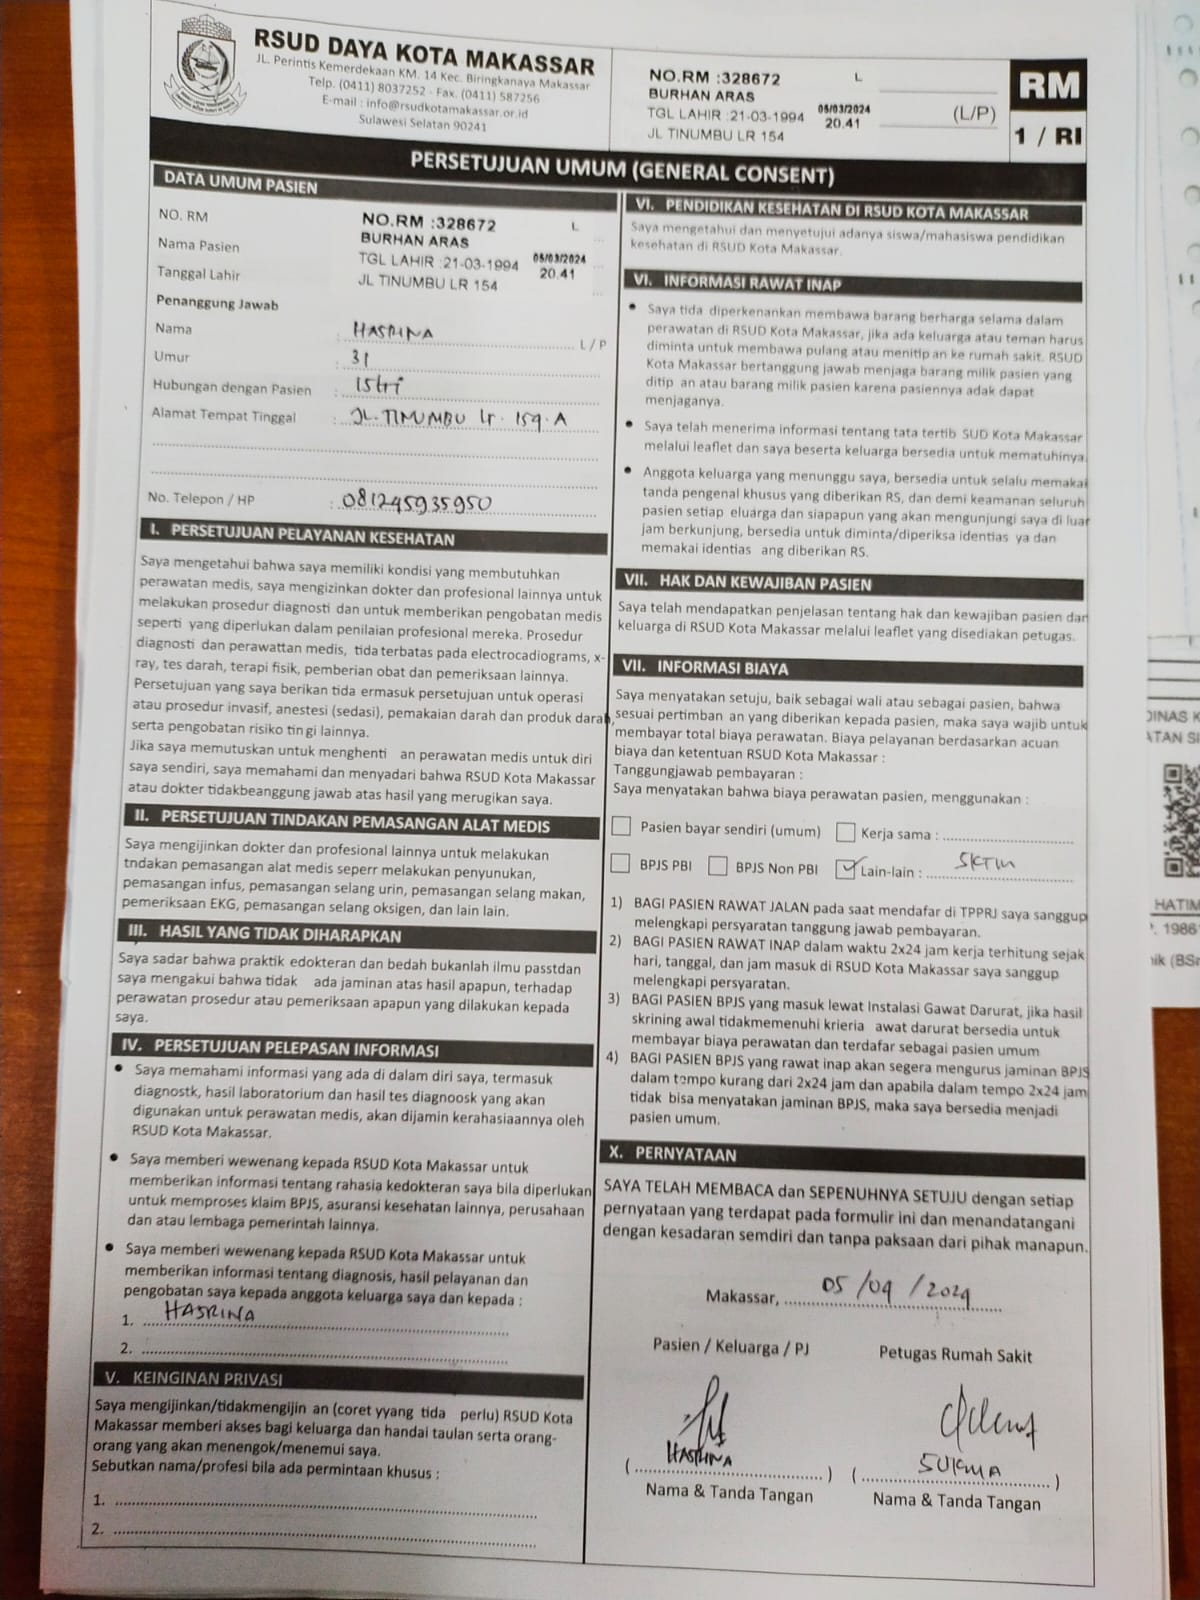 RSUD DAYA KOTA MAKASSAR
JL. Perintis Kemerdekaan KM. 14 Kec. Biringkanaya Makassar
Telp. (0411) 8037252 - Fax. (0411) 587256
E-mail : info@rsudkotamakassar.or.id
Sulawesi Selatan 90241
NO.RM :328672 L
BURHAN ARAS
TGL LAHIR :21-03-1994 05/03/2024
20.41
JL TINUMBU LR 154
(L/P)
RM
1 / RI
PERSETUJUAN UMUM (GENERAL CONSENT)
DATA UMUM PASIEN
NO. RM
Nama Pasien
Tanggal Lahir
NO.RM :328672 L
BURHAN ARAS
TGL LAHIR :21-03-1994 05/03/2024
20.41
JL TINUMBU LR 154
Penanggung Jawab
Nama : HASRINA L / P
Umur : 31
Hubungan dengan Pasien : Istri
Alamat Tempat Tinggal : JL. TINUMBU lr. 154. A
No. Telepon / HP : 081245935950
I. PERSETUJUAN PELAYANAN KESEHATAN
Saya mengetahui bahwa saya memiliki kondisi yang membutuhkan
perawatan medis, saya mengizinkan dokter dan profesional lainnya untuk
melakukan prosedur diagnosti dan untuk memberikan pengobatan medis
seperti yang diperlukan dalam penilaian profesional mereka. Prosedur
diagnosti dan perawattan medis, tida terbatas pada electrocadiograms, x-
ray, tes darah, terapi fisik, pemberian obat dan pemeriksaan lainnya.
Persetujuan yang saya berikan tida ermasuk persetujuan untuk operasi
atau prosedur invasif, anestesi (sedasi), pemakaian darah dan produk darah,
serta pengobatan risiko tin gi lainnya.
Jika saya memutuskan untuk menghenti an perawatan medis untuk diri
saya sendiri, saya memahami dan menyadari bahwa RSUD Kota Makassar
atau dokter tidakbeanggung jawab atas hasil yang merugikan saya.
II. PERSETUJUAN TINDAKAN PEMASANGAN ALAT MEDIS
Saya mengijinkan dokter dan profesional lainnya untuk melakukan
tndakan pemasangan alat medis seperr melakukan penyunukan,
pemasangan infus, pemasangan selang urin, pemasangan selang makan,
pemeriksaan EKG, pemasangan selang oksigen, dan lain lain.
III. HASIL YANG TIDAK DIHARAPKAN
Saya sadar bahwa praktik edokteran dan bedah bukanlah ilmu passtdan
saya mengakui bahwa tidak ada jaminan atas hasil apapun, terhadap
perawatan prosedur atau pemeriksaan apapun yang dilakukan kepada
saya.
IV. PERSETUJUAN PELEPASAN INFORMASI
• Saya memahami informasi yang ada di dalam diri saya, termasuk
diagnostk, hasil laboratorium dan hasil tes diagnoosk yang akan
digunakan untuk perawatan medis, akan dijamin kerahasiaannya oleh
RSUD Kota Makassar.
• Saya memberi wewenang kepada RSUD Kota Makassar untuk
memberikan informasi tentang rahasia kedokteran saya bila diperlukan
untuk memproses klaim BPJS, asuransi kesehatan lainnya, perusahaan
dan atau lembaga pemerintah lainnya.
• Saya memberi wewenang kepada RSUD Kota Makassar untuk
memberikan informasi tentang diagnosis, hasil pelayanan dan
pengobatan saya kepada anggota keluarga saya dan kepada :
1. HASRINA
2.
V. KEINGINAN PRIVASI
Saya mengijinkan/tidakmengijin an (coret yyang tida perlu) RSUD Kota
Makassar memberi akses bagi keluarga dan handai taulan serta orang-
orang yang akan menengok/menemui saya.
Sebutkan nama/profesi bila ada permintaan khusus :
1.
2.
VI. PENDIDIKAN KESEHATAN DI RSUD KOTA MAKASSAR
Saya mengetahui dan menyetujui adanya siswa/mahasiswa pendidikan
kesehatan di RSUD Kota Makassar.
VI. INFORMASI RAWAT INAP
• Saya tida diperkenankan membawa barang berharga selama dalam
perawatan di RSUD Kota Makassar, jika ada keluarga atau teman harus
diminta untuk membawa pulang atau menitip an ke rumah sakit. RSUD
Kota Makassar bertanggung jawab menjaga barang milik pasien yang
ditip an atau barang milik pasien karena pasiennya adak dapat
menjaganya.
• Saya telah menerima informasi tentang tata tertib SUD Kota Makassar
melalui leaflet dan saya beserta keluarga bersedia untuk mematuhinya.
• Anggota keluarga yang menunggu saya, bersedia untuk selalu memakai
tanda pengenal khusus yang diberikan RS, dan demi keamanan seluruh
pasien setiap eluarga dan siapapun yang akan mengunjungi saya di luar
jam berkunjung, bersedia untuk diminta/diperiksa identias ya dan
memakai identias ang diberikan RS.
VII. HAK DAN KEWAJIBAN PASIEN
Saya telah mendapatkan penjelasan tentang hak dan kewajiban pasien dan
keluarga di RSUD Kota Makassar melalui leaflet yang disediakan petugas.
VII. INFORMASI BIAYA
Saya menyatakan setuju, baik sebagai wali atau sebagai pasien, bahwa
sesuai pertimban an yang diberikan kepada pasien, maka saya wajib untuk
membayar total biaya perawatan. Biaya pelayanan berdasarkan acuan
biaya dan ketentuan RSUD Kota Makassar :
Tanggungjawab pembayaran :
Saya menyatakan bahwa biaya perawatan pasien, menggunakan :
Pasien bayar sendiri (umum) Kerja sama :
BPJS PBI BPJS Non PBI Lain-lain : SKTM
1) BAGI PASIEN RAWAT JALAN pada saat mendafar di TPPRJ saya sanggup
melengkapi persyaratan tanggung jawab pembayaran.
2) BAGI PASIEN RAWAT INAP dalam waktu 2x24 jam kerja terhitung sejak
hari, tanggal, dan jam masuk di RSUD Kota Makassar saya sanggup
melengkapi persyaratan.
3) BAGI PASIEN BPJS yang masuk lewat Instalasi Gawat Darurat, jika hasil
skrining awal tidakmemenuhi krieria awat darurat bersedia untuk
membayar biaya perawatan dan terdafar sebagai pasien umum
4) BAGI PASIEN BPJS yang rawat inap akan segera mengurus jaminan BPJS
dalam tempo kurang dari 2x24 jam dan apabila dalam tempo 2x24 jam
tidak bisa menyatakan jaminan BPJS, maka saya bersedia menjadi
pasien umum.
X. PERNYATAAN
SAYA TELAH MEMBACA dan SEPENUHNYA SETUJU dengan setiap
pernyataan yang terdapat pada formulir ini dan menandatangani
dengan kesadaran semdiri dan tanpa paksaan dari pihak manapun.
Makassar, 05/04/2024
Pasien / Keluarga / PJ Petugas Rumah Sakit
(HASRINA) (SUKMA)
Nama & Tanda Tangan Nama & Tanda Tangan
DINAS K
ATAN SI
HATIM
P. 1986
nik (BSr